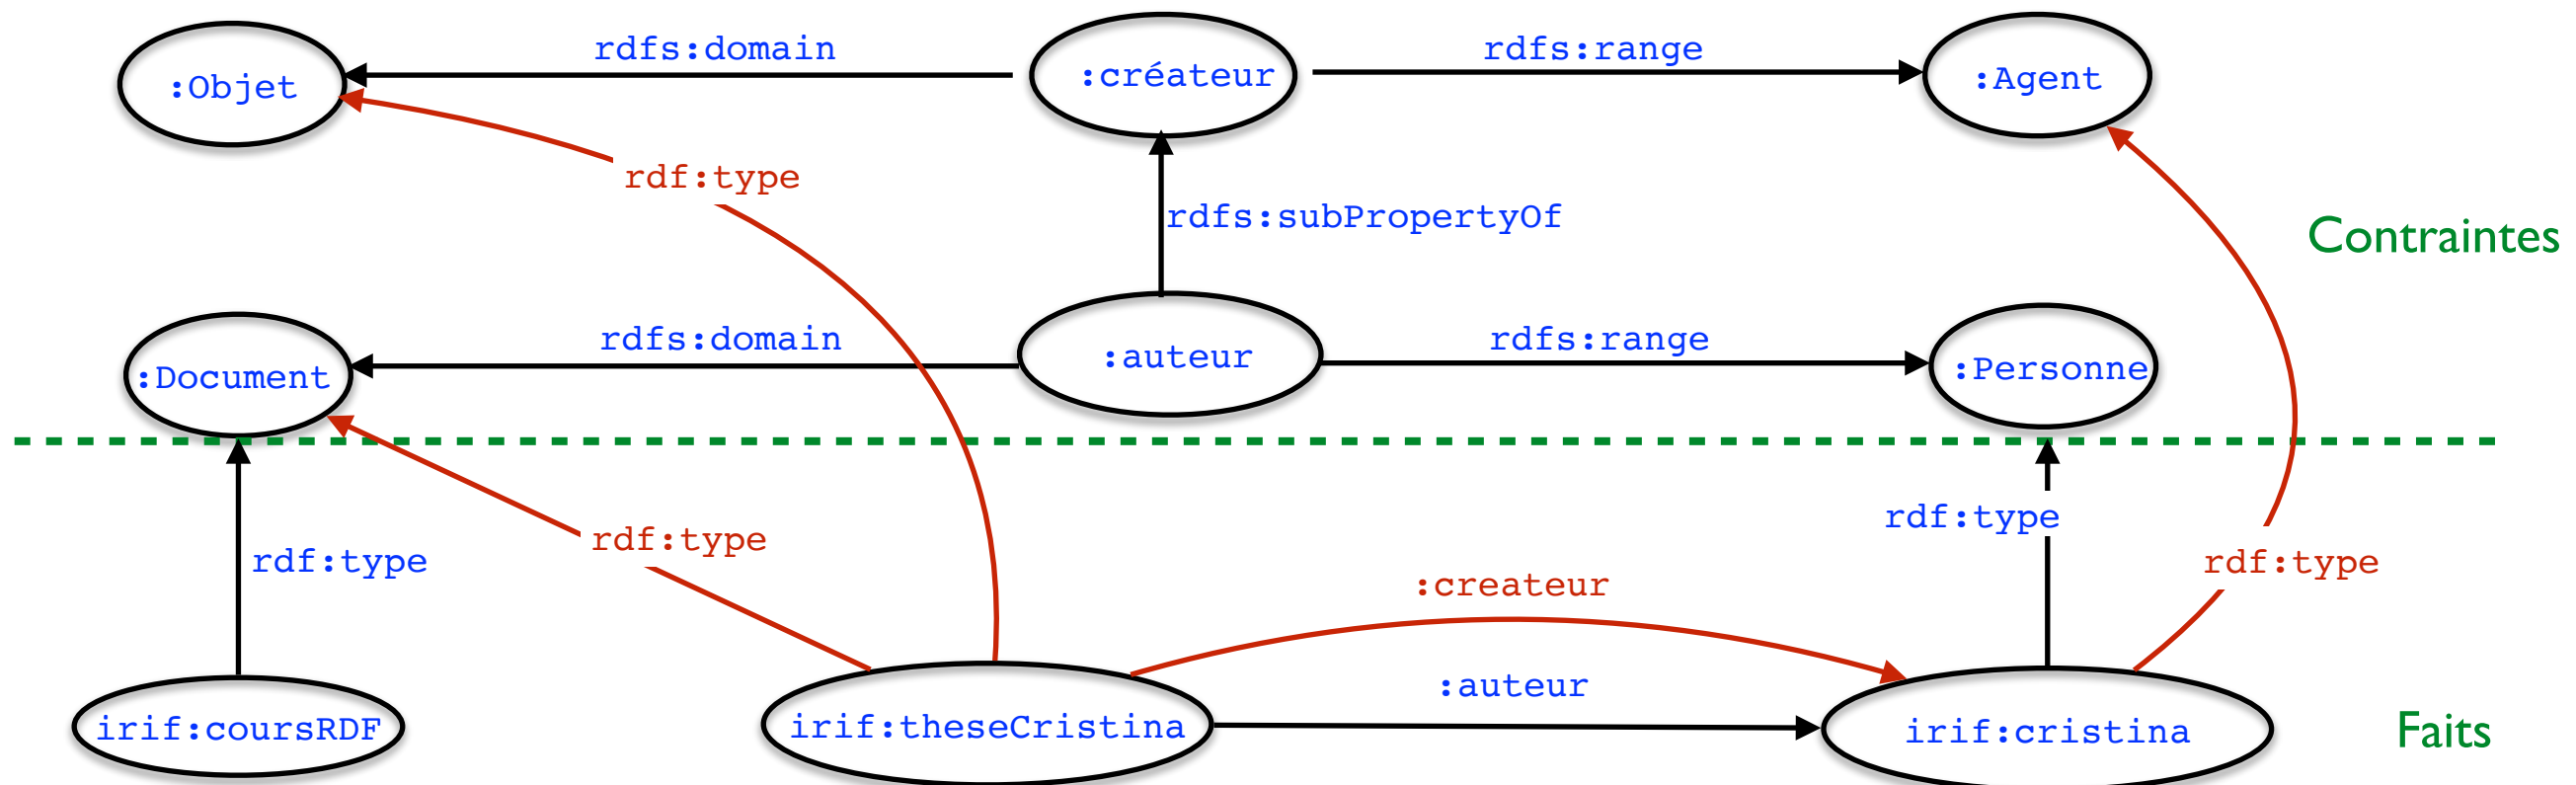 rdfs:domain
rdfs:range
:Objet
:créateur
:Agent
rdf:type
rdfs:subPropertyOf
Contraintes
rdfs:domain
rdfs:range
:Document
:auteur
:Personne
rdf:type
rdf:type
rdf:type
rdf:type
:createur
:auteur
irif:coursRDF
irif:theseCristina
irif:cristina
Faits